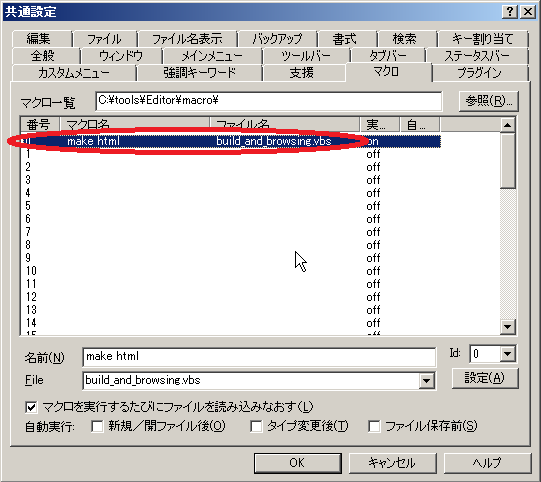 共通設定
編集 ファイル ファイル名表示 バックアップ 書式 検索 キー割り当て
全般 ウィンドウ メインメニュー ツールバー タブバー ステータスバー
カスタムメニュー 強調キーワード 支援 マクロ プラグイン
マクロ一覧 C:¥tools¥Editor¥macro¥ 参照(R)...
番号 マクロ名 ファイル名 実... 自...
0 make html build_and_browsing.vbs on
1 off
2 off
3 off
4 off
5 off
6 off
7 off
8 off
9 off
10 off
11 off
12 off
13 off
14 off
名前(N) make html Id: 0
File build_and_browsing.vbs 設定(A)
マクロを実行するたびにファイルを読み込みなおす(L)
自動実行: 新規／開ファイル後(O) タイプ変更後(T) ファイル保存前(S)
OK キャンセル ヘルプ